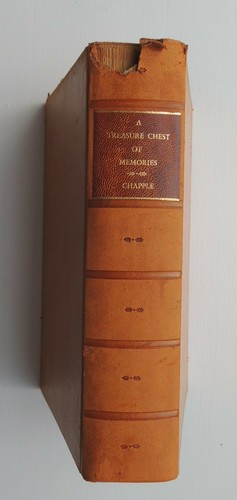 A
TREASURE CHEST
OF
MEMORIES
CHAPPLE